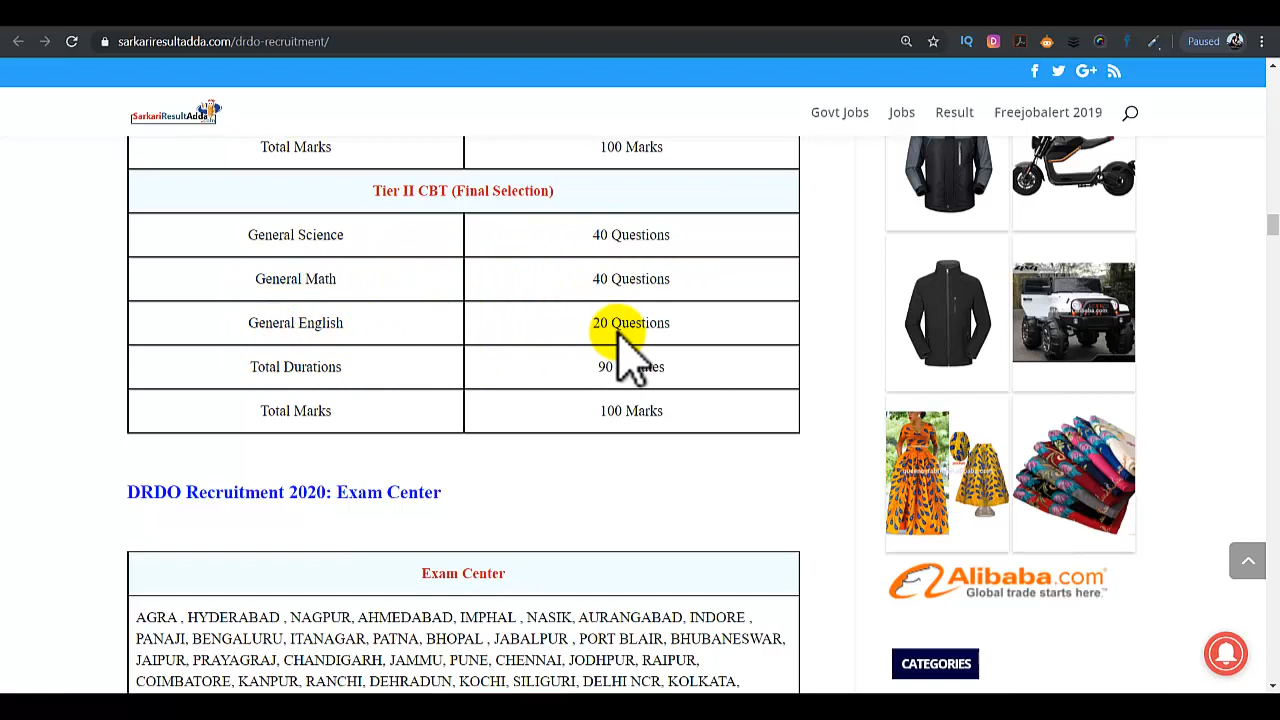 sarkariresultadda.com/drdo-recruitment/
IQ
Paused
SarkariResultAdda
Govt Jobs
Jobs
Result
Freejobalert 2019
Total Marks
100 Marks
Tier II CBT (Final Selection)
General Science
40 Questions
General Math
40 Questions
General English
20 Questions
Total Durations
90
Total Marks
100 Marks
DRDO Recruitment 2020: Exam Center
Exam Center
AGRA , HYDERABAD , NAGPUR, AHMEDABAD, IMPHAL , NASIK, AURANGABAD, INDORE ,
PANAJI, BENGALURU, ITANAGAR, PATNA, BHOPAL , JABALPUR , PORT BLAIR, BHUBANESWAR,
JAIPUR, PRAYAGRAJ, CHANDIGARH, JAMMU, PUNE, CHENNAI, JODHPUR, RAIPUR,
COIMBATORE, KANPUR, RANCHI, DEHRADUN, KOCHI, SILIGURI, DELHI NCR, KOLKATA,
Alibaba.com
Global trade starts here.™
CATEGORIES